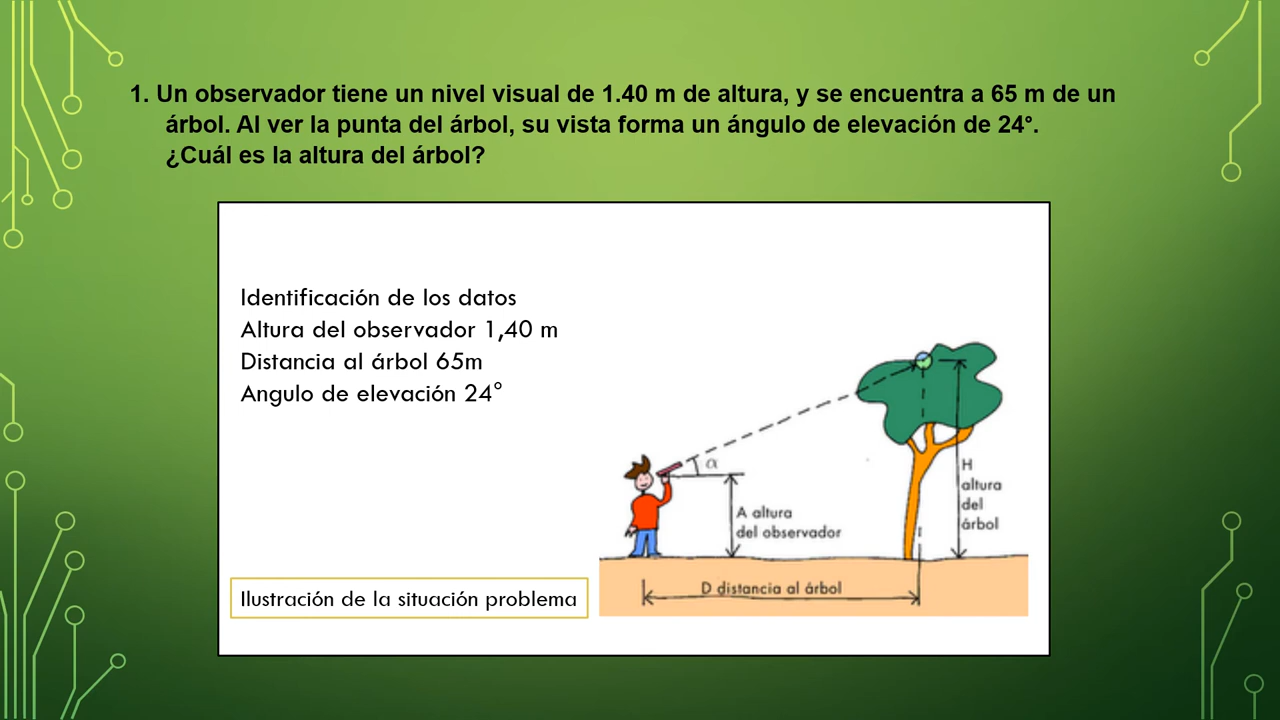 1. Un observador tiene un nivel visual de 1.40 m de altura, y se encuentra a 65 m de un
árbol. Al ver la punta del árbol, su vista forma un ángulo de elevación de 24°.
¿Cuál es la altura del árbol?
Identificación de los datos
Altura del observador 1,40 m
Distancia al árbol 65m
Angulo de elevación 24°
α
A altura
del observador
H
altura
del
árbol
D distancia al árbol
Ilustración de la situación problema